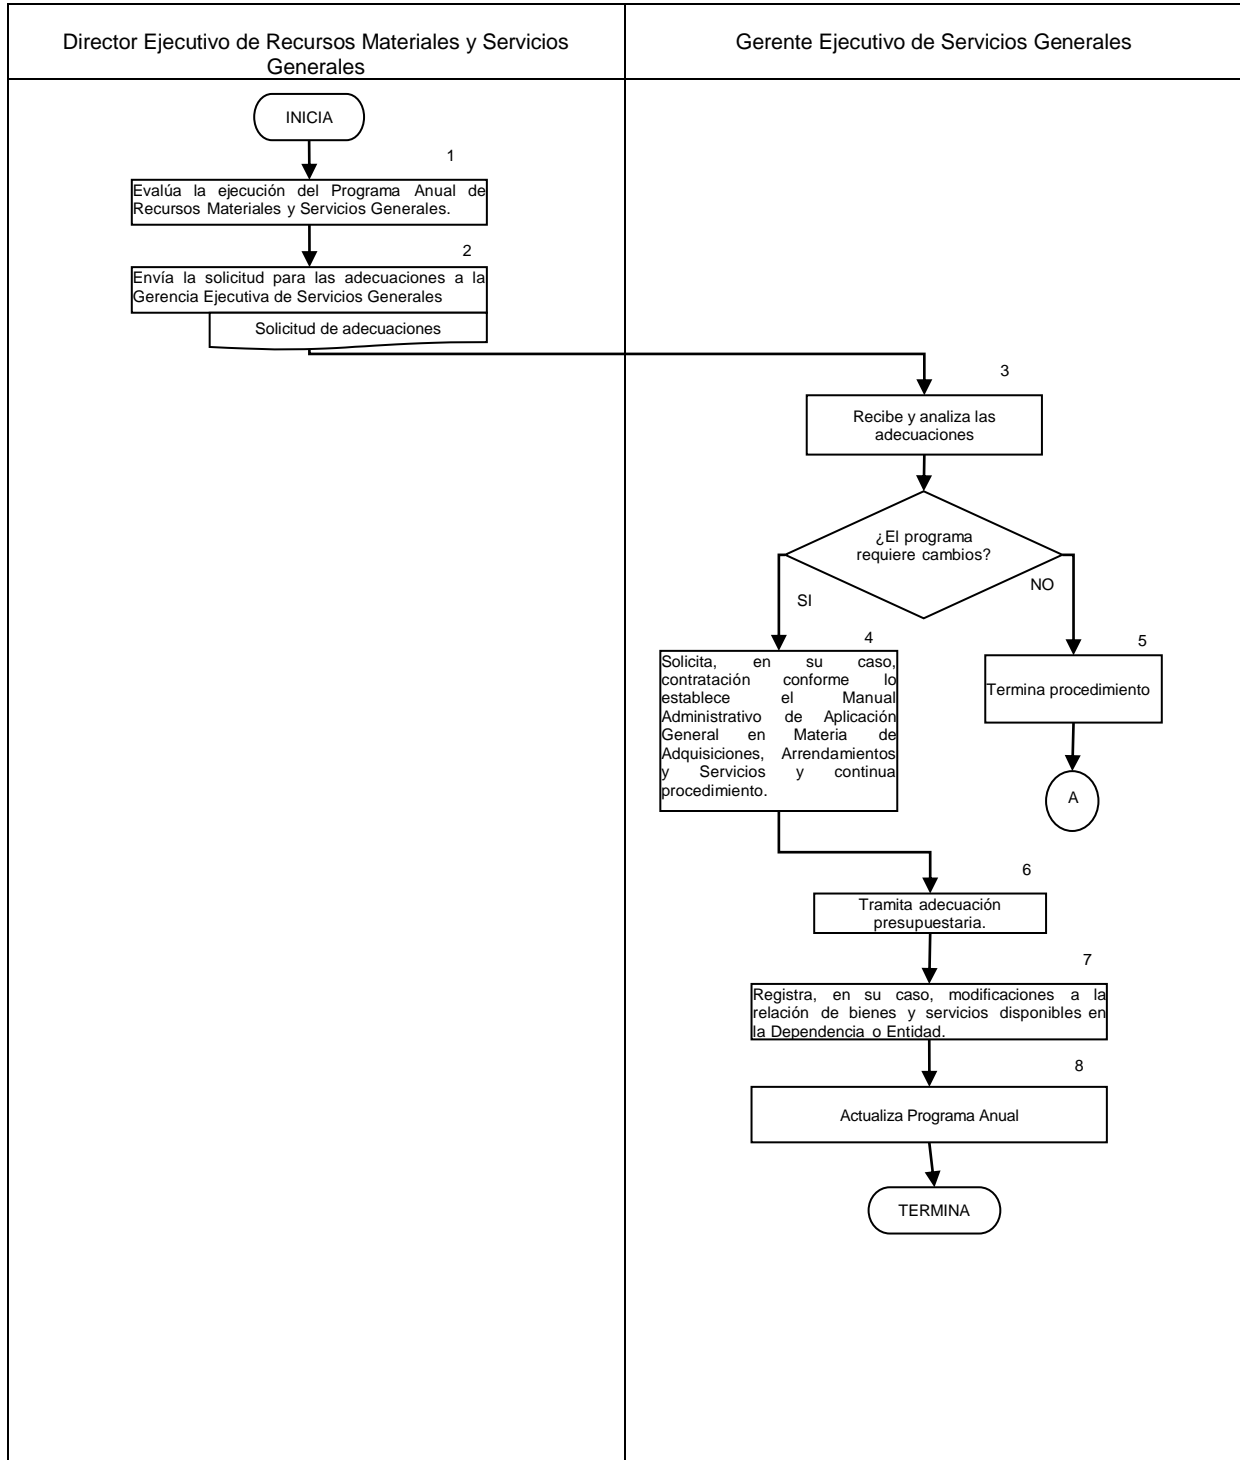 Director Ejecutivo de Recursos Materiales y Servicios
Generales
Gerente Ejecutivo de Servicios Generales
INICIA
1
Evalúa la ejecución del Programa Anual de
Recursos Materiales y Servicios Generales.
2
Envía la solicitud para las adecuaciones a la
Gerencia Ejecutiva de Servicios Generales
Solicitud de adecuaciones
3
Recibe y analiza las
adecuaciones
¿El programa
requiere cambios?
SI
NO
4
Solicita, en su caso,
contratación conforme lo
establece el Manual
Administrativo de Aplicación
General en Materia de
Adquisiciones, Arrendamientos
y Servicios y continua
procedimiento.
5
Termina procedimiento
A
6
Tramita adecuación
presupuestaria.
7
Registra, en su caso, modificaciones a la
relación de bienes y servicios disponibles en
la Dependencia o Entidad.
8
Actualiza Programa Anual
TERMINA